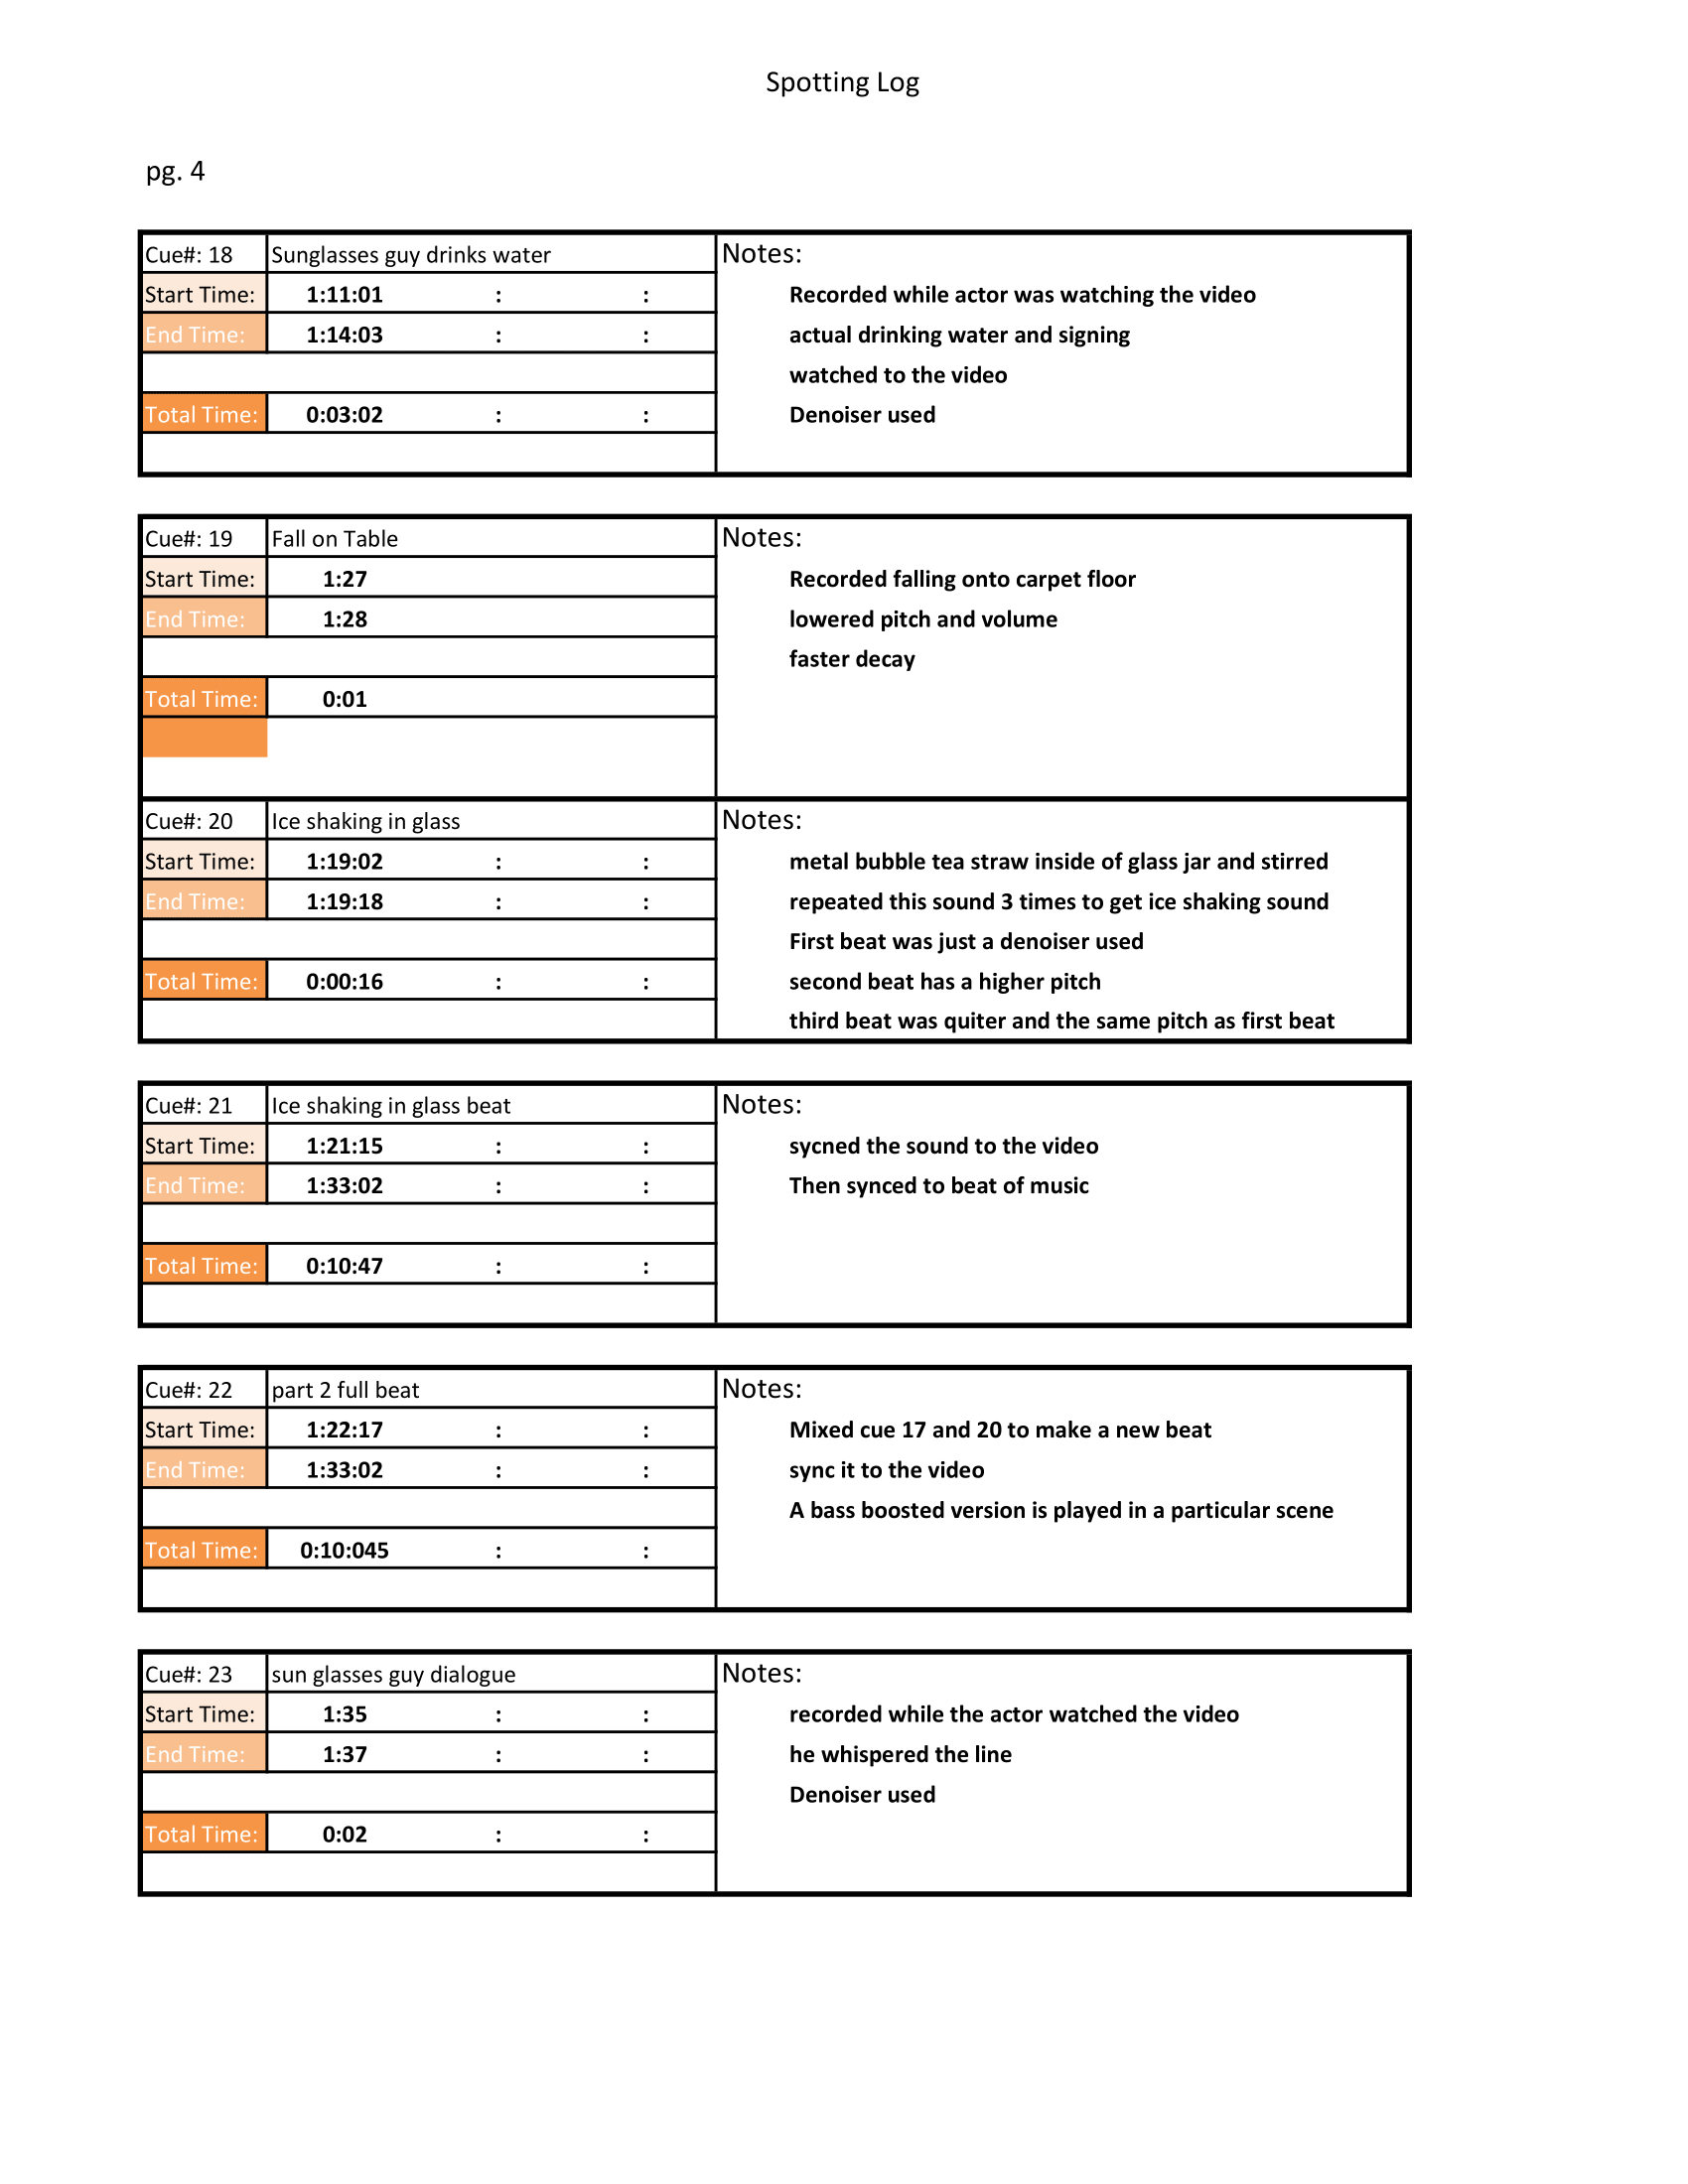 Spotting Log
pg. 4
Cue#: 18 Sunglasses guy drinks water Notes:
Start Time: 1:11:01 : : Recorded while actor was watching the video
End Time: 1:14:03 : : actual drinking water and signing
watched to the video
Total Time: 0:03:02 : : Denoiser used
Cue#: 19 Fall on Table Notes:
Start Time: 1:27 Recorded falling onto carpet floor
End Time: 1:28 lowered pitch and volume
faster decay
Total Time: 0:01
Cue#: 20 Ice shaking in glass Notes:
Start Time: 1:19:02 : : metal bubble tea straw inside of glass jar and stirred
End Time: 1:19:18 : : repeated this sound 3 times to get ice shaking sound
First beat was just a denoiser used
Total Time: 0:00:16 : : second beat has a higher pitch
third beat was quiter and the same pitch as first beat
Cue#: 21 Ice shaking in glass beat Notes:
Start Time: 1:21:15 : : sycned the sound to the video
End Time: 1:33:02 : : Then synced to beat of music
Total Time: 0:10:47 : :
Cue#: 22 part 2 full beat Notes:
Start Time: 1:22:17 : : Mixed cue 17 and 20 to make a new beat
End Time: 1:33:02 : : sync it to the video
A bass boosted version is played in a particular scene
Total Time: 0:10:045 : :
Cue#: 23 sun glasses guy dialogue Notes:
Start Time: 1:35 : : recorded while the actor watched the video
End Time: 1:37 : : he whispered the line
Denoiser used
Total Time: 0:02 : :